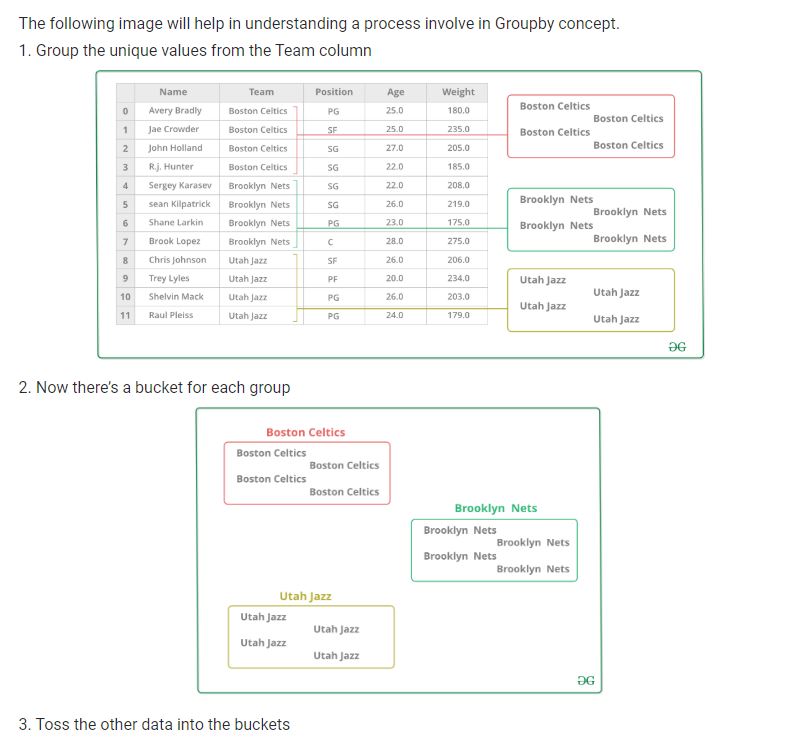 The following image will help in understanding a process involve in Groupby concept.
1. Group the unique values from the Team column
Name Team Position Age Weight
0 Avery Bradly Boston Celtics PG 25.0 180.0
1 Jae Crowder Boston Celtics SF 25.0 235.0
2 John Holland Boston Celtics SG 27.0 205.0
3 R.j. Hunter Boston Celtics SG 22.0 185.0
4 Sergey Karasev Brooklyn Nets SG 22.0 208.0
5 sean Kilpatrick Brooklyn Nets SG 26.0 219.0
6 Shane Larkin Brooklyn Nets PG 23.0 175.0
7 Brook Lopez Brooklyn Nets C 28.0 275.0
8 Chris Johnson Utah Jazz SF 26.0 206.0
9 Trey Lyles Utah Jazz PF 20.0 234.0
10 Shelvin Mack Utah Jazz PG 26.0 203.0
11 Raul Pleiss Utah Jazz PG 24.0 179.0
Boston Celtics
Boston Celtics
Boston Celtics
Boston Celtics
Brooklyn Nets
Brooklyn Nets
Brooklyn Nets
Brooklyn Nets
Utah Jazz
Utah Jazz
Utah Jazz
Utah Jazz
2. Now there's a bucket for each group
Boston Celtics
Boston Celtics
Boston Celtics
Boston Celtics
Boston Celtics
Brooklyn Nets
Brooklyn Nets
Brooklyn Nets
Brooklyn Nets
Brooklyn Nets
Utah Jazz
Utah Jazz
Utah Jazz
Utah Jazz
Utah Jazz
3. Toss the other data into the buckets